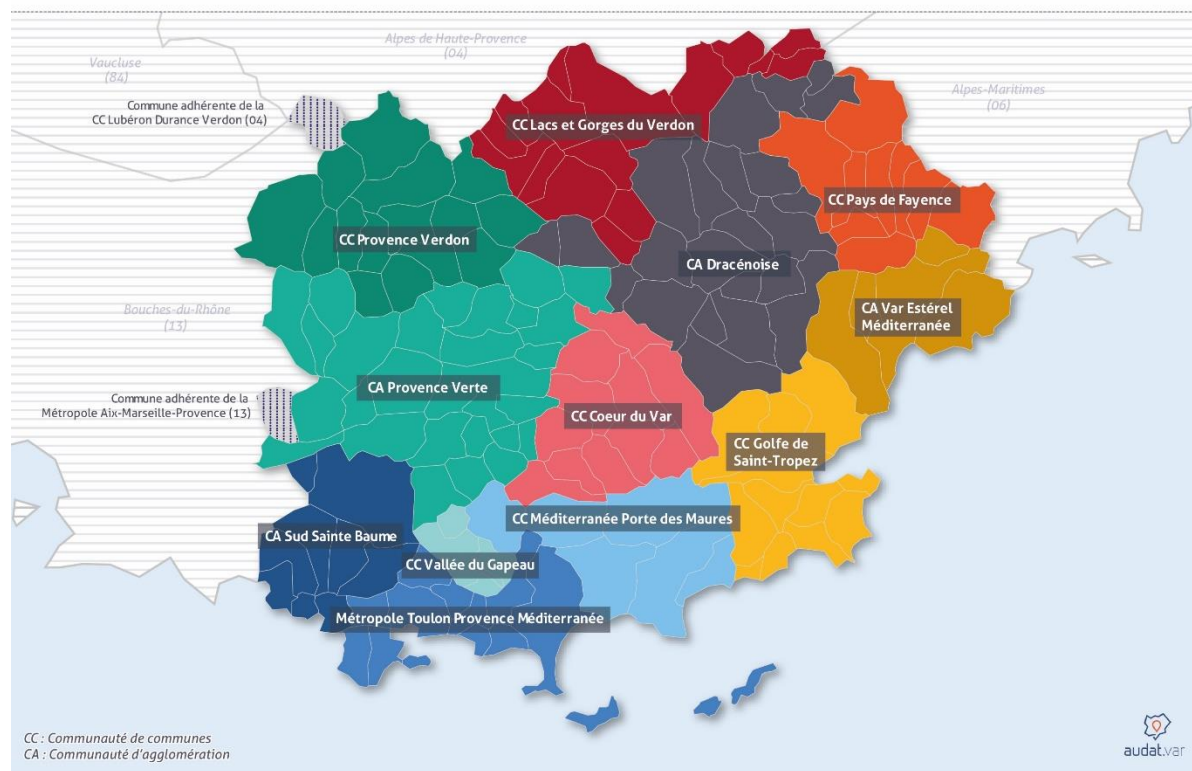 Alpes de Haute-Provence
(04)
Vaucluse
(84)
Alpes-Maritimes
(06)
Commune adhérente de la
CC Lubéron Durance Verdon (04)
CC Lacs et Gorges du Verdon
CC Pays de Fayence
CC Provence Verdon
CA Dracénoise
Bouches-du-Rhône
(13)
CA Var Estérel
Méditerranée
CA Provence Verte
Commune adhérente de la
Métropole Aix-Marseille-Provence (13)
CC Coeur du Var
CC Golfe de
Saint-Tropez
CC Méditerranée Porte des Maures
CA Sud Sainte Baume
CC Vallée du Gapeau
Métropole Toulon Provence Méditerranée
CC : Communauté de communes
CA : Communauté d'agglomération
audat.var